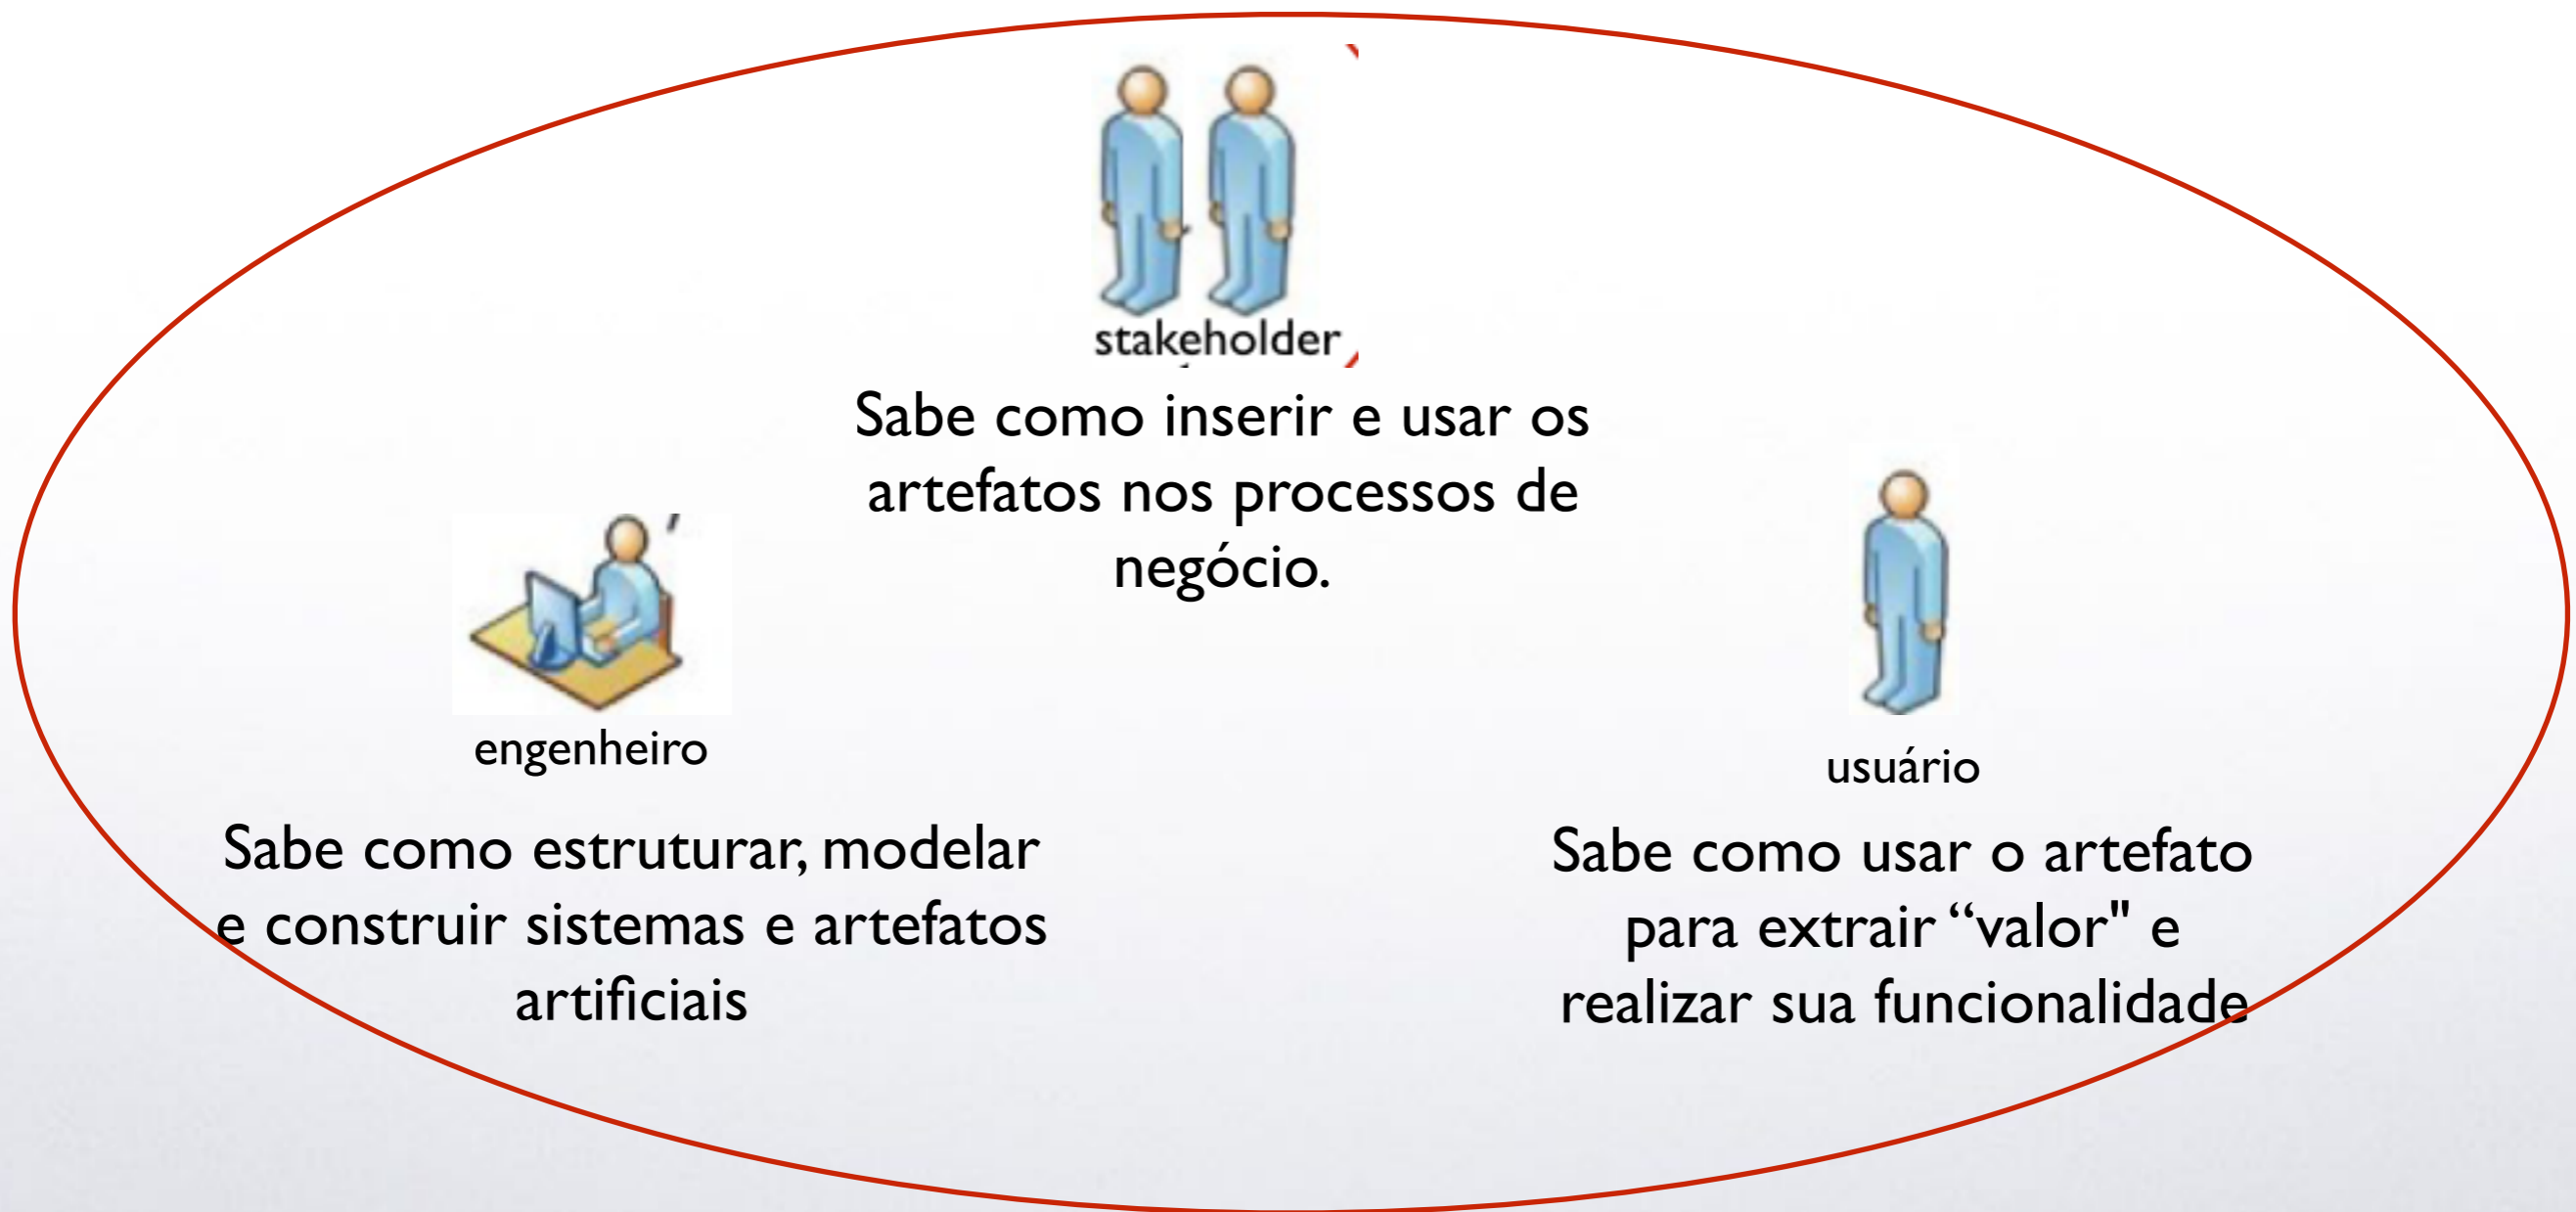 stakeholder
Sabe como inserir e usar os
artefatos nos processos de
negócio.
engenheiro
Sabe como estruturar, modelar
e construir sistemas e artefatos
artificiais
usuário
Sabe como usar o artefato
para extrair “valor" e
realizar sua funcionalidade